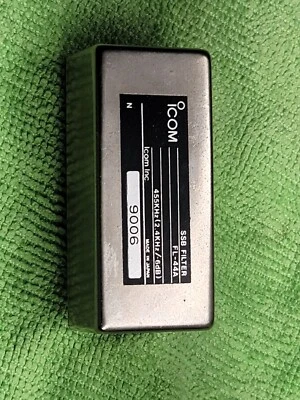 ICOM
SSB FILTER
FL-44A
455KHz (2.4KHz/-6dB)
Icom Inc.
MADE IN JAPAN
9006
N